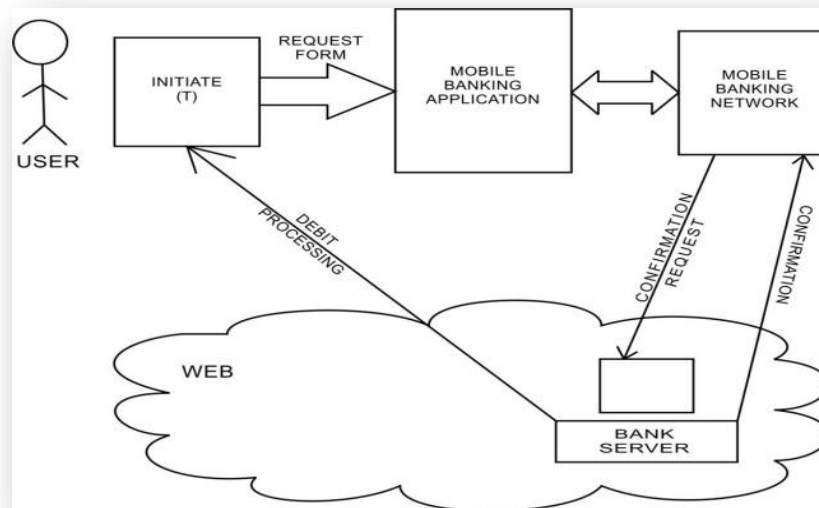 USER
INITIATE
(T)
REQUEST
FORM
MOBILE
BANKING
APPLICATION
MOBILE
BANKING
NETWORK
DEBIT
PROCESSING
CONFIRMATION
REQUEST
CONFIRMATION
WEB
BANK
SERVER